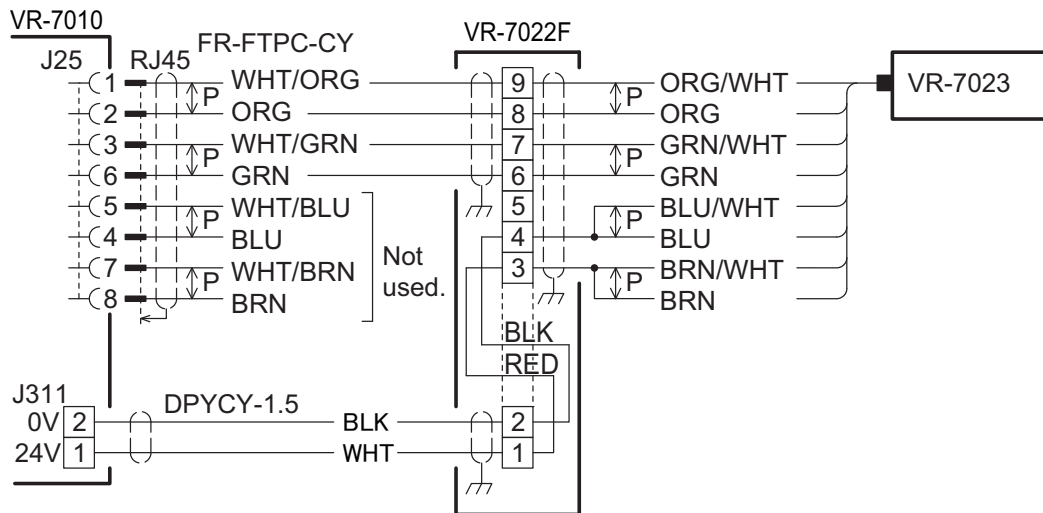 VR-7010
VR-7022F
J25 RJ45 FR-FTPC-CY
1 WHT/ORG 9 ORG/WHT VR-7023
P P
2 ORG 8 ORG
3 WHT/GRN 7 GRN/WHT
P P
6 GRN 6 GRN
5 WHT/BLU 5 BLU/WHT
P P
4 BLU 4 BLU
Not used.
7 WHT/BRN 3 BRN/WHT
P P
8 BRN BRN
BLK
RED
J311 DPYCY-1.5
0V 2 BLK 2
24V 1 WHT 1